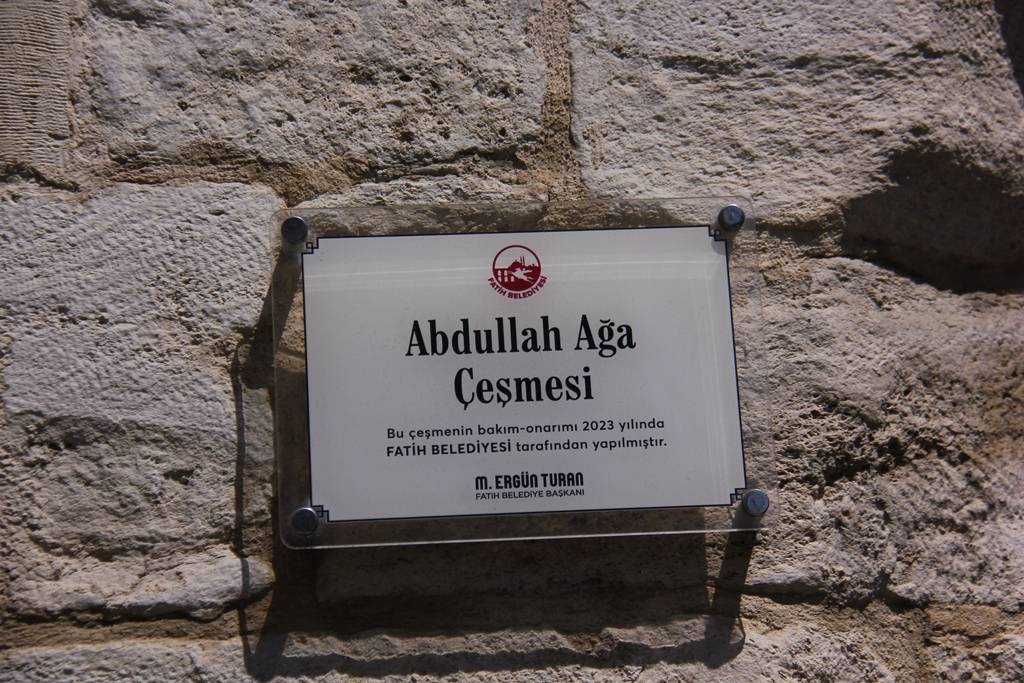 FATİH BELEDİYESİ
Abdullah Ağa
Çeşmesi
Bu çeşmenin bakım-onarımı 2023 yılında
FATİH BELEDİYESİ tarafından yapılmıştır.
M. ERGÜN TURAN
FATİH BELEDİYE BAŞKANI